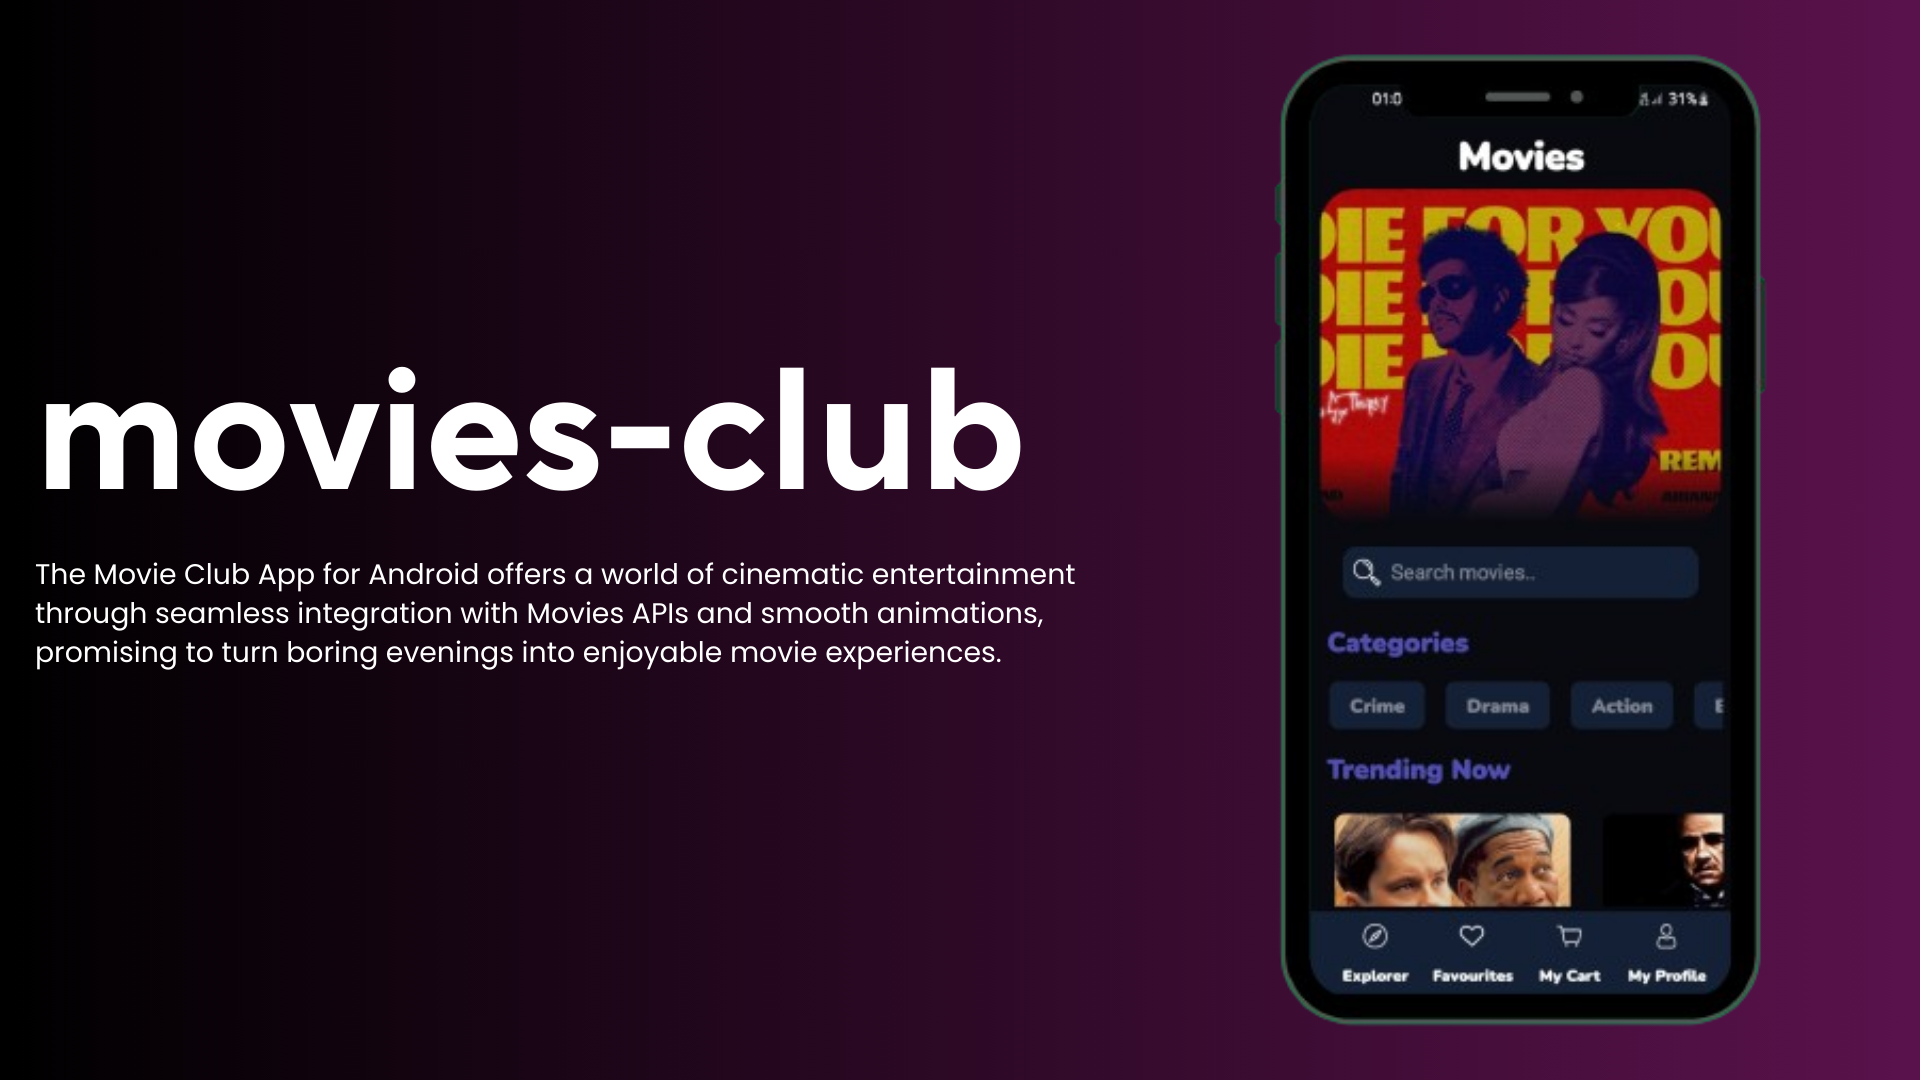 movies-club
The Movie Club App for Android offers a world of cinematic entertainment
through seamless integration with Movies APIs and smooth animations,
promising to turn boring evenings into enjoyable movie experiences.
01:0
31%
Movies
DIE FOR YOU
DIE FOR YOU
DIE FOR YOU
REM
Search movies..
Categories
Crime Drama Action E
Trending Now
Explorer Favourites My Cart My Profile